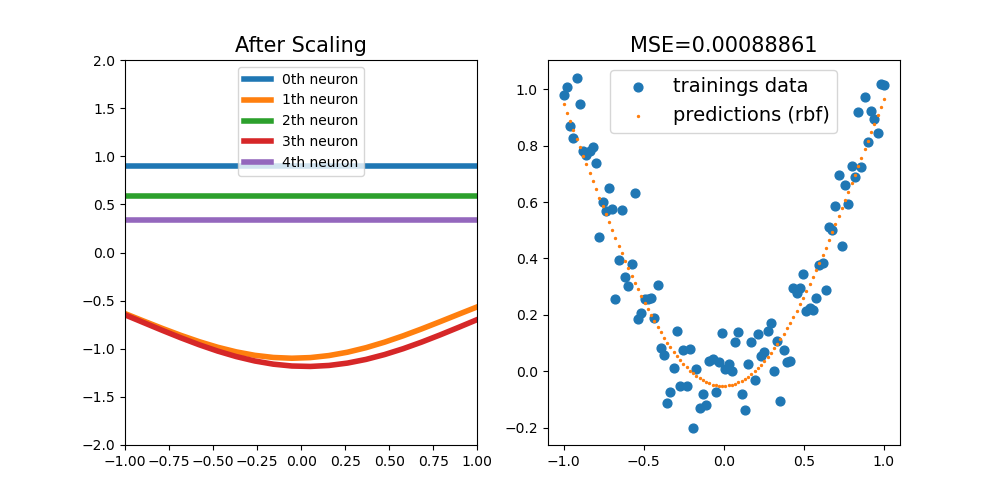 After Scaling
2.0
1.5
1.0
0.5
0.0
−0.5
−1.0
−1.5
−2.0
−1.00 −0.75 −0.50 −0.25 0.00 0.25 0.50 0.75 1.00
0th neuron
1th neuron
2th neuron
3th neuron
4th neuron
MSE=0.00088861
1.0
0.8
0.6
0.4
0.2
0.0
−0.2
−1.0 −0.5 0.0 0.5 1.0
trainings data
predictions (rbf)